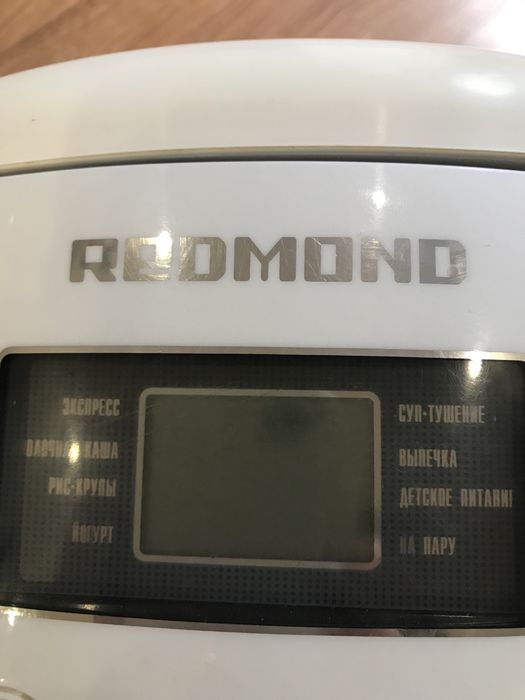 REDMOND
ЭКСПРЕСС
КАША
РИС•КРУПЫ
ЙОГУРТ
СУП•ТУШЕНИЕ
ВЫПЕЧКА
ДЕТСКОЕ ПИТАНИЕ
НА ПАРУ